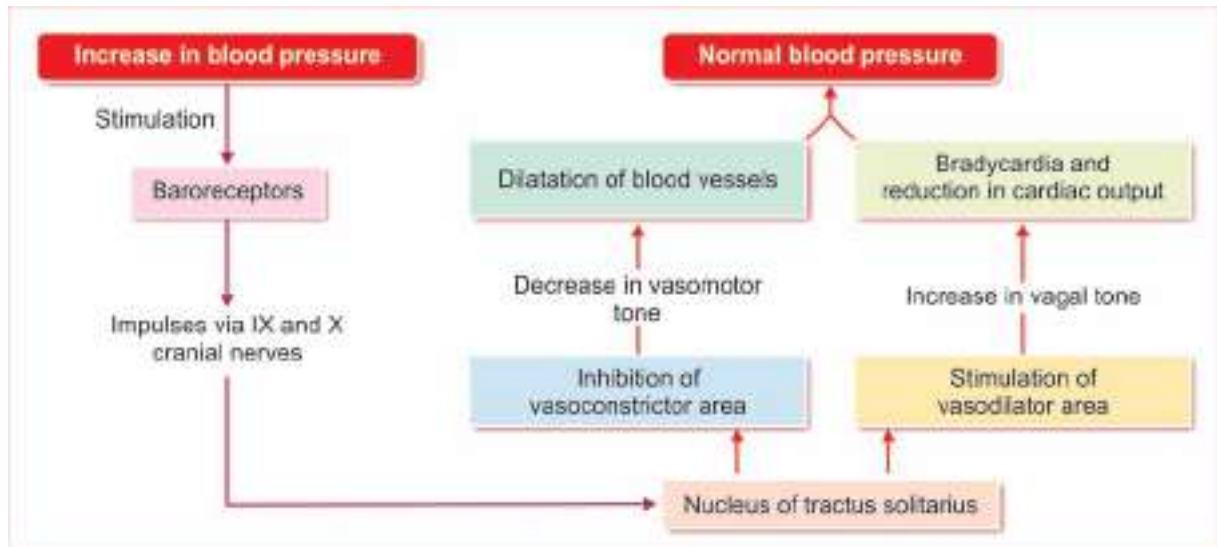 Increase in blood pressure
Stimulation
Baroreceptors
Impulses via IX and X
cranial nerves
Nucleus of tractus solitarius
Inhibition of
vasoconstrictor area
Decrease in vasomotor
tone
Dilatation of blood vessels
Stimulation of
vasodilator area
Increase in vagal tone
Bradycardia and
reduction in cardiac output
Normal blood pressure